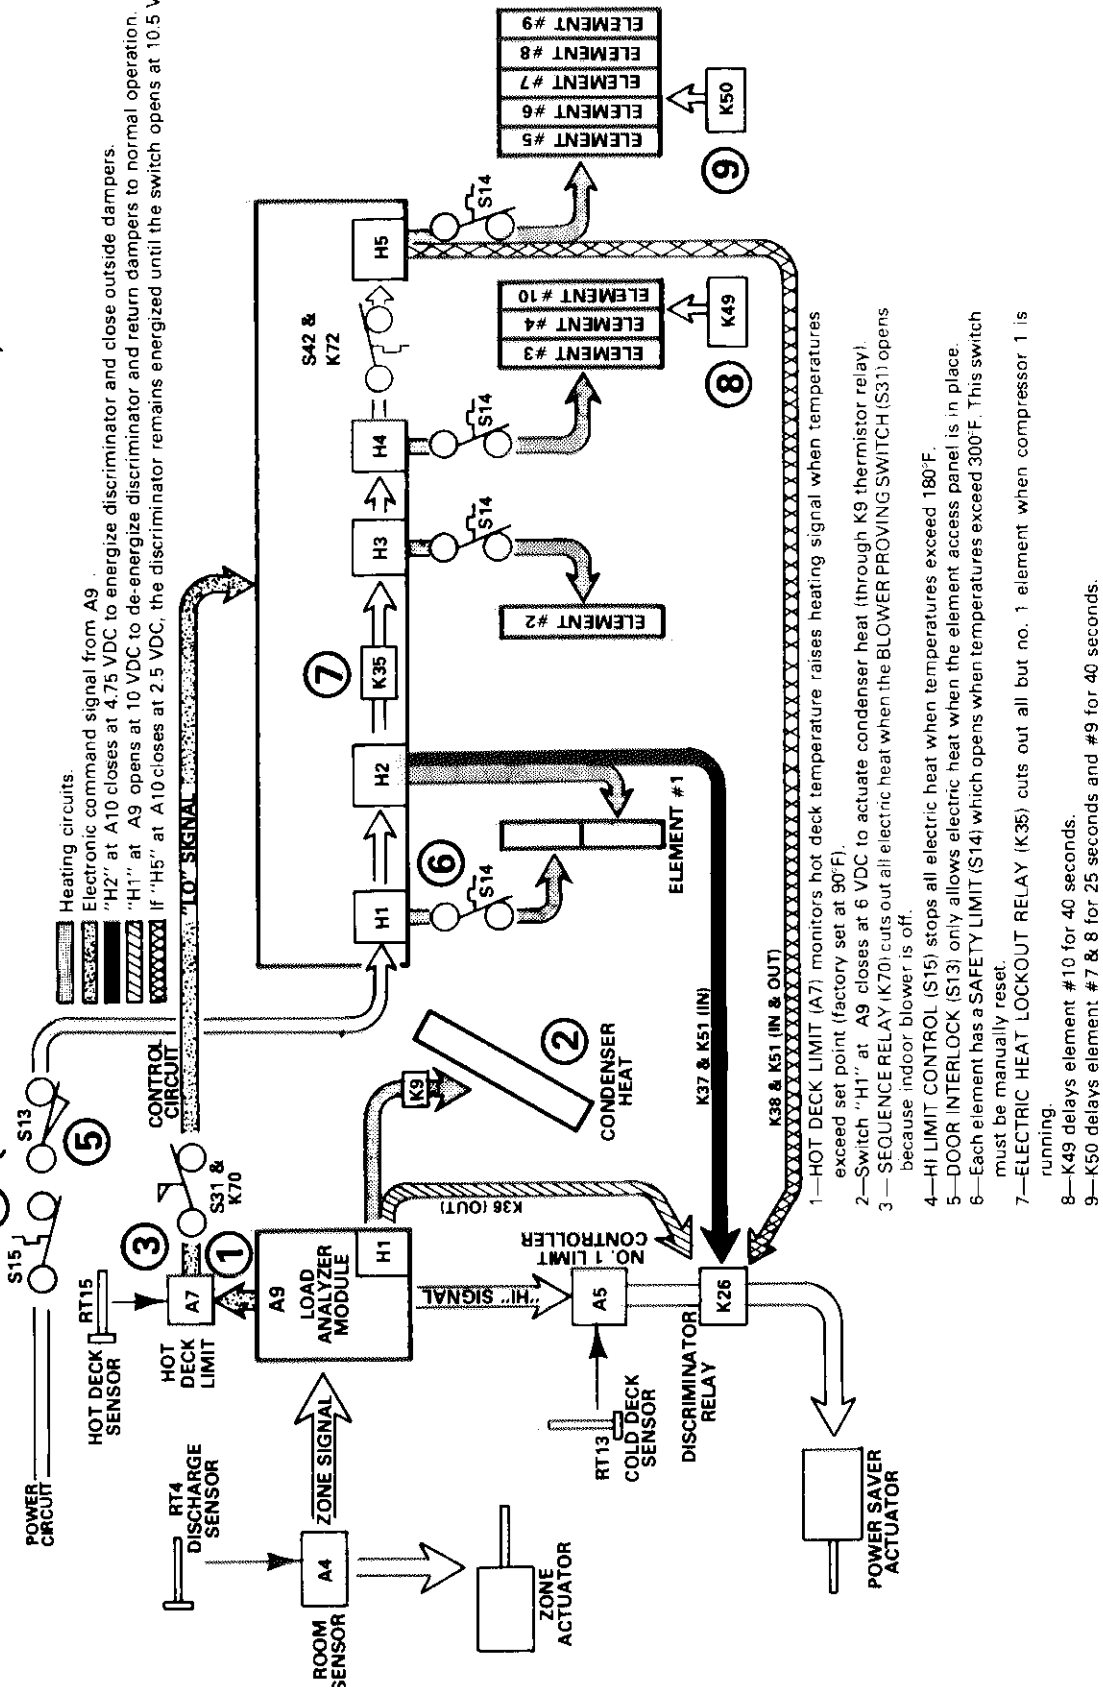 Heating circuits.
Electronic command signal from A9
"H2" at A10 closes at 4.75 VDC to energize discriminator and close outside dampers.
"H1" at A9 opens at 10 VDC to de-energize discriminator and return dampers to normal operation.
If "H5" at A10 closes at 2.5 VDC, the discriminator remains energized until the switch opens at 10.5 V
POWER
CIRCUIT
S15
S13
5
HOT DECK
SENSOR
RT15
3
1
HOT
DECK
LIMIT
A7
S31 &
K70
CONTROL
CIRCUIT
"LO" SIGNAL
RT4
DISCHARGE
SENSOR
ROOM
SENSOR
A4
ZONE SIGNAL
ZONE
ACTUATOR
A9
LOAD
ANALYZER
MODULE
H1
K9
CONDENSER
HEAT
2
K36 (OUT)
"HI" SIGNAL
NO. 1 LIMIT
CONTROLLER
A5
RT13
COLD DECK
SENSOR
DISCRIMINATOR
RELAY
K26
POWER SAVER
ACTUATOR
K37 & K51 (IN)
K38 & K51 (IN & OUT)
H1
H2
K35
7
H3
H4
S42 &
K72
H5
6
S14
S14
S14
S14
ELEMENT #1
ELEMENT #2
ELEMENT #3
ELEMENT #4
ELEMENT #10
K49
8
ELEMENT #5
ELEMENT #6
ELEMENT #7
ELEMENT #8
ELEMENT #9
K50
9
1—HOT DECK LIMIT (A7) monitors hot deck temperature raises heating signal when temperatures
exceed set point (factory set at 90°F).
2—Switch "H1" at A9 closes at 6 VDC to actuate condenser heat (through K9 thermistor relay).
3—SEQUENCE RELAY (K70) cuts out all electric heat when the BLOWER PROVING SWITCH (S31) opens
because indoor blower is off.
4—HI LIMIT CONTROL (S15) stops all electric heat when temperatures exceed 180°F.
5—DOOR INTERLOCK (S13) only allows electric heat when the element access panel is in place.
6—Each element has a SAFETY LIMIT (S14) which opens when temperatures exceed 300°F. This switch
must be manually reset.
7—ELECTRIC HEAT LOCKOUT RELAY (K35) cuts out all but no. 1 element when compressor 1 is
running.
8—K49 delays element #10 for 40 seconds.
9—K50 delays element #7 & 8 for 25 seconds and #9 for 40 seconds.